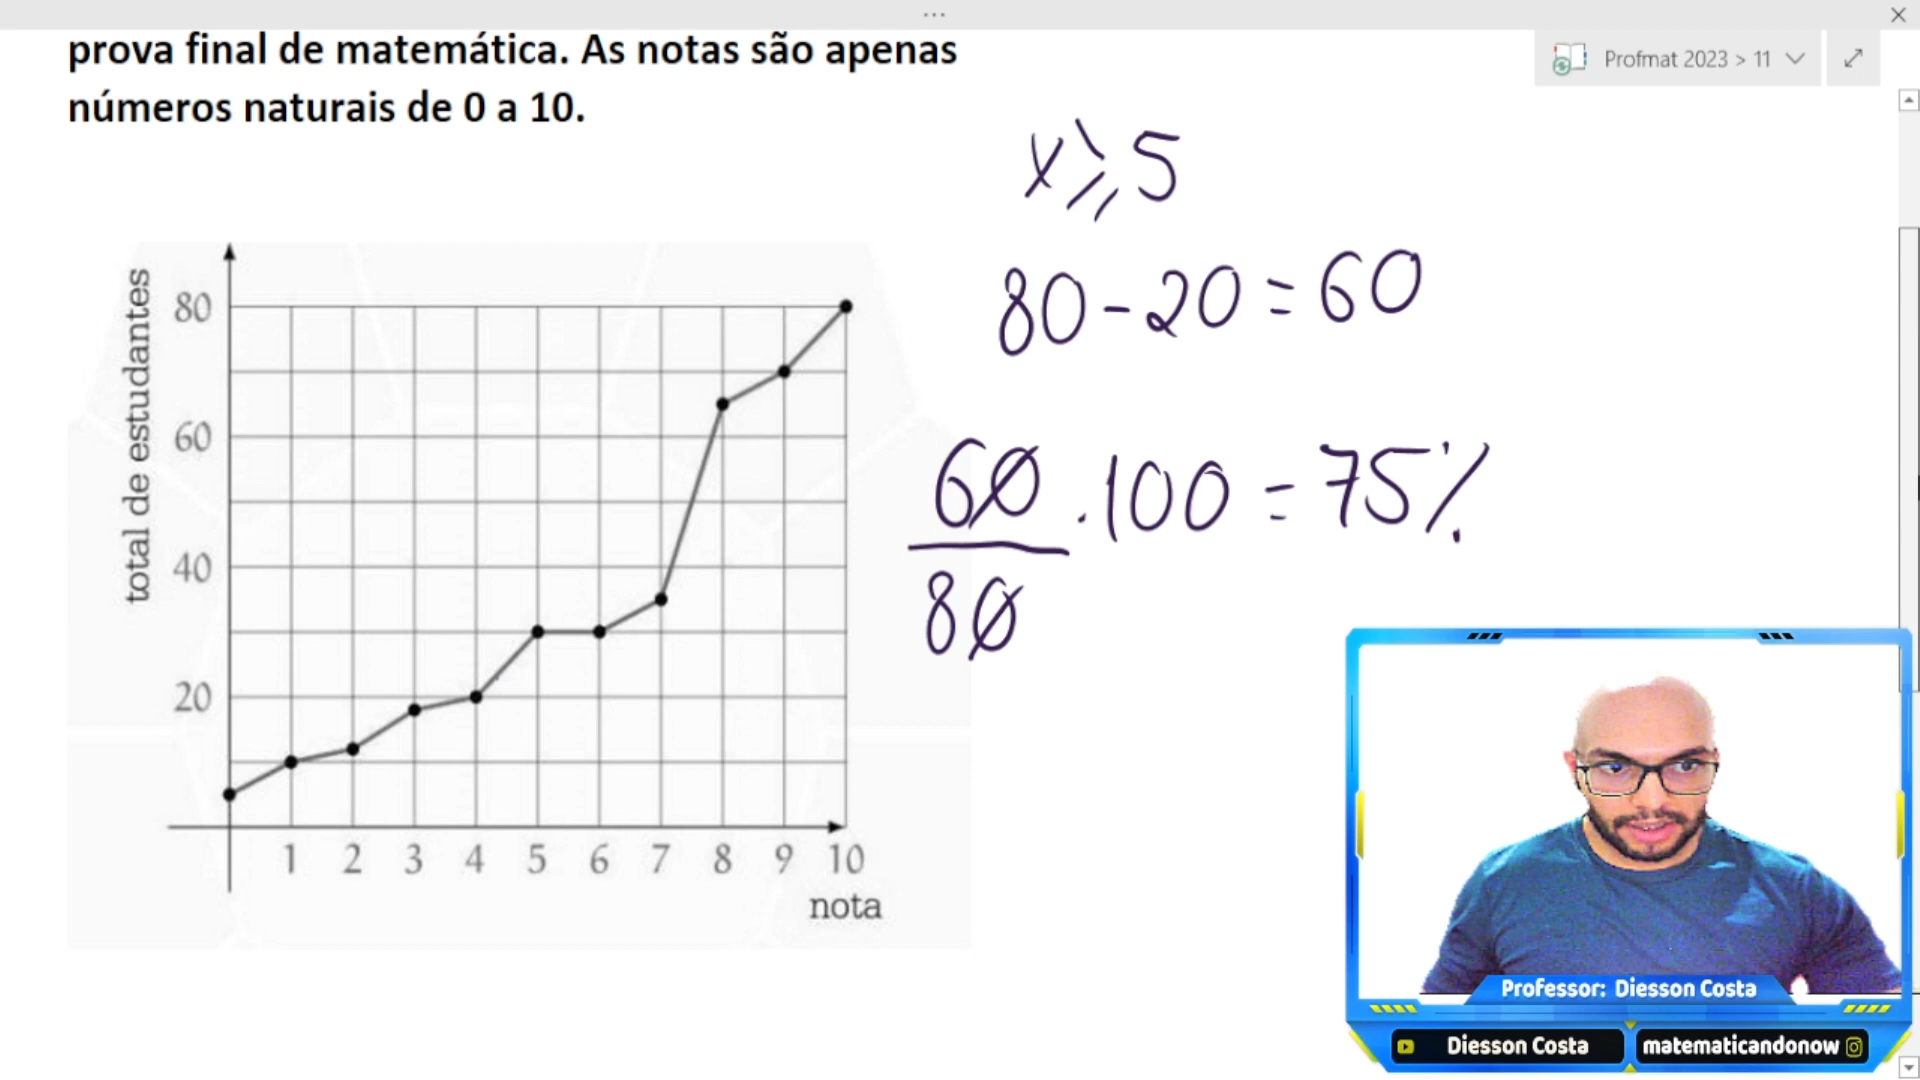 ...
prova final de matemática. As notas são apenas
números naturais de 0 a 10.
Profmat 2023 > 11
x ≥ 5
80 - 20 = 60
60/80 . 100 = 75%
total de estudantes
80
60
40
20
1 2 3 4 5 6 7 8 9 10
nota
Professor: Diesson Costa
Diesson Costa
matematicandonow